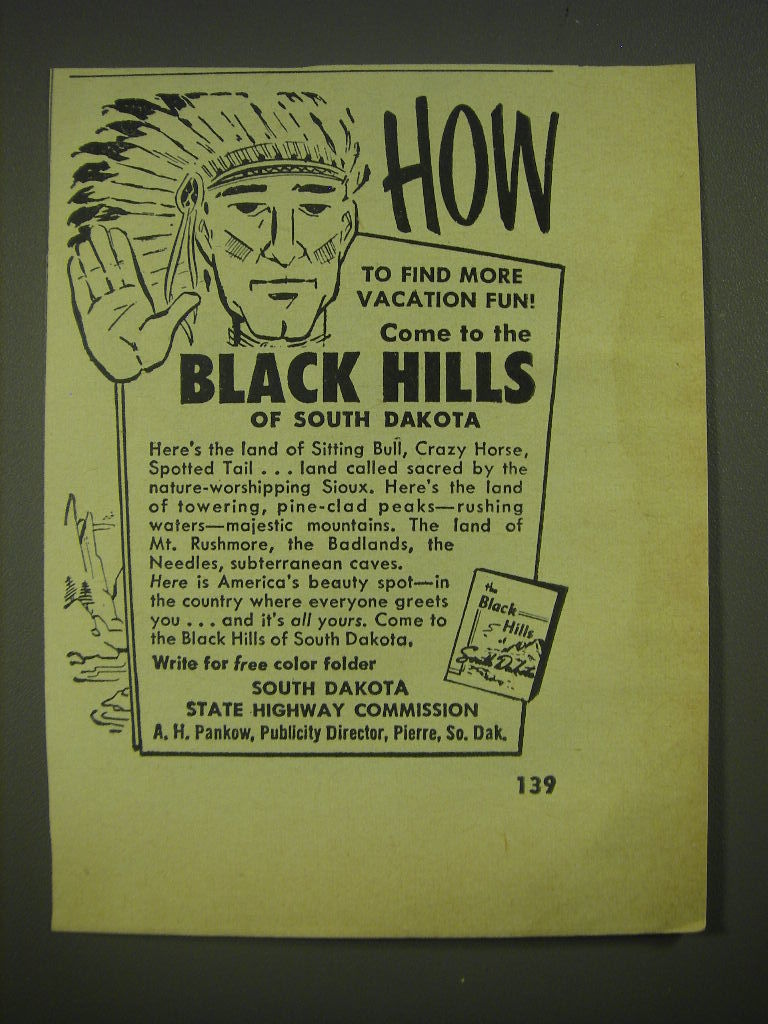 HOW
TO FIND MORE
VACATION FUN!
Come to the
BLACK HILLS
OF SOUTH DAKOTA
Here's the land of Sitting Bull, Crazy Horse,
Spotted Tail . . . land called sacred by the
nature-worshipping Sioux. Here's the land
of towering, pine-clad peaks—rushing
waters—majestic mountains. The land of
Mt. Rushmore, the Badlands, the
Needles, subterranean caves.
Here is America's beauty spot—in
the country where everyone greets
you . . . and it's all yours. Come to
the Black Hills of South Dakota.
the
Black
Hills
South Dakota
Write for free color folder
SOUTH DAKOTA
STATE HIGHWAY COMMISSION
A. H. Pankow, Publicity Director, Pierre, So. Dak.
139